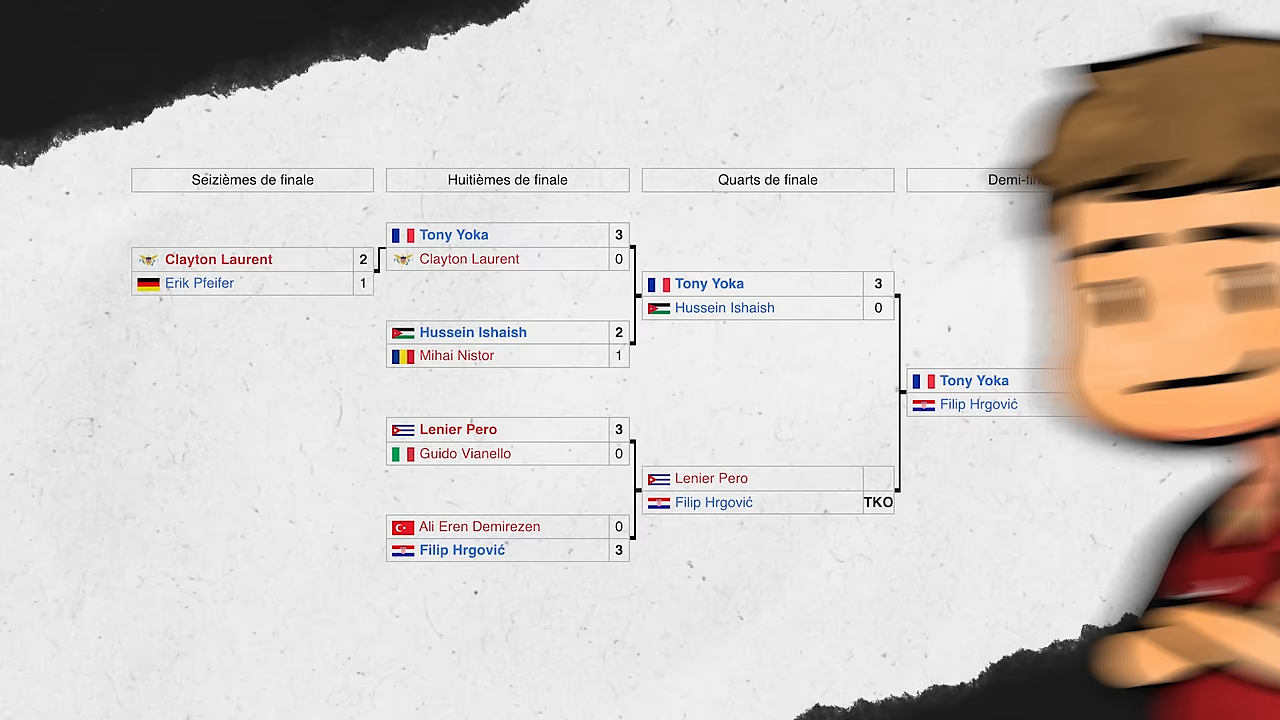 Seizièmes de finale
Huitièmes de finale
Quarts de finale
Clayton Laurent 2
Erik Pfeifer 1
Tony Yoka 3
Clayton Laurent 0
Hussein Ishaish 2
Mihai Nistor 1
Lenier Pero 3
Guido Vianello 0
Ali Eren Demirezen 0
Filip Hrgović 3
Tony Yoka 3
Hussein Ishaish 0
Lenier Pero
Filip Hrgović TKO
Tony Yoka
Filip Hrgović